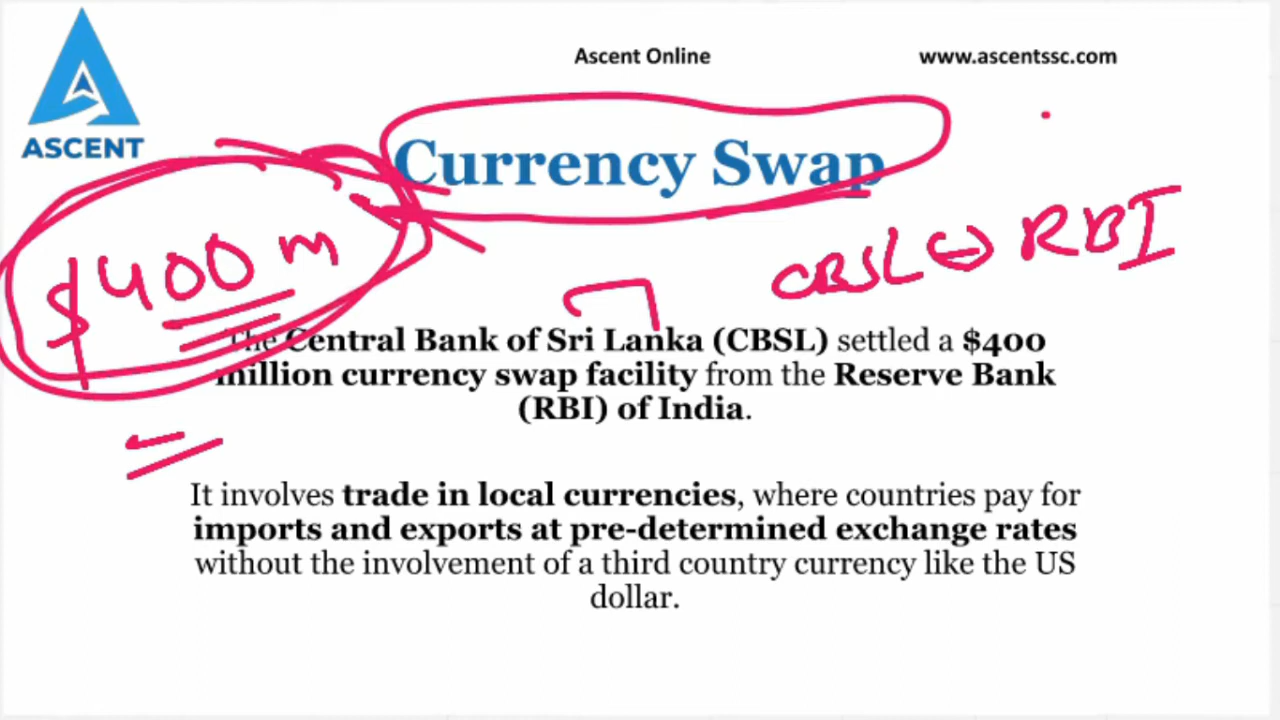 Ascent Online
www.ascentssc.com
ASCENT
Currency Swap
$400 m
CBSL ↔ RBI
The Central Bank of Sri Lanka (CBSL) settled a $400
million currency swap facility from the Reserve Bank
(RBI) of India.
It involves trade in local currencies, where countries pay for
imports and exports at pre-determined exchange rates
without the involvement of a third country currency like the US
dollar.